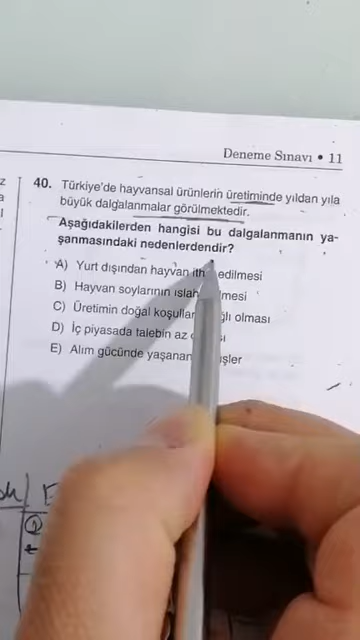 Deneme Sınavı • 11
40. Türkiye'de hayvansal ürünlerin üretiminde yıldan yıla
büyük dalgalanmalar görülmektedir.
Aşağıdakilerden hangisi bu dalgalanmanın ya-
şanmasındaki nedenlerdendir?
A) Yurt dışından hayvan ith edilmesi
B) Hayvan soylarının ıslah mesi
C) Üretimin doğal koşullar ğlı olması
D) İç piyasada talebin az o sı
E) Alım gücünde yaşanan işler